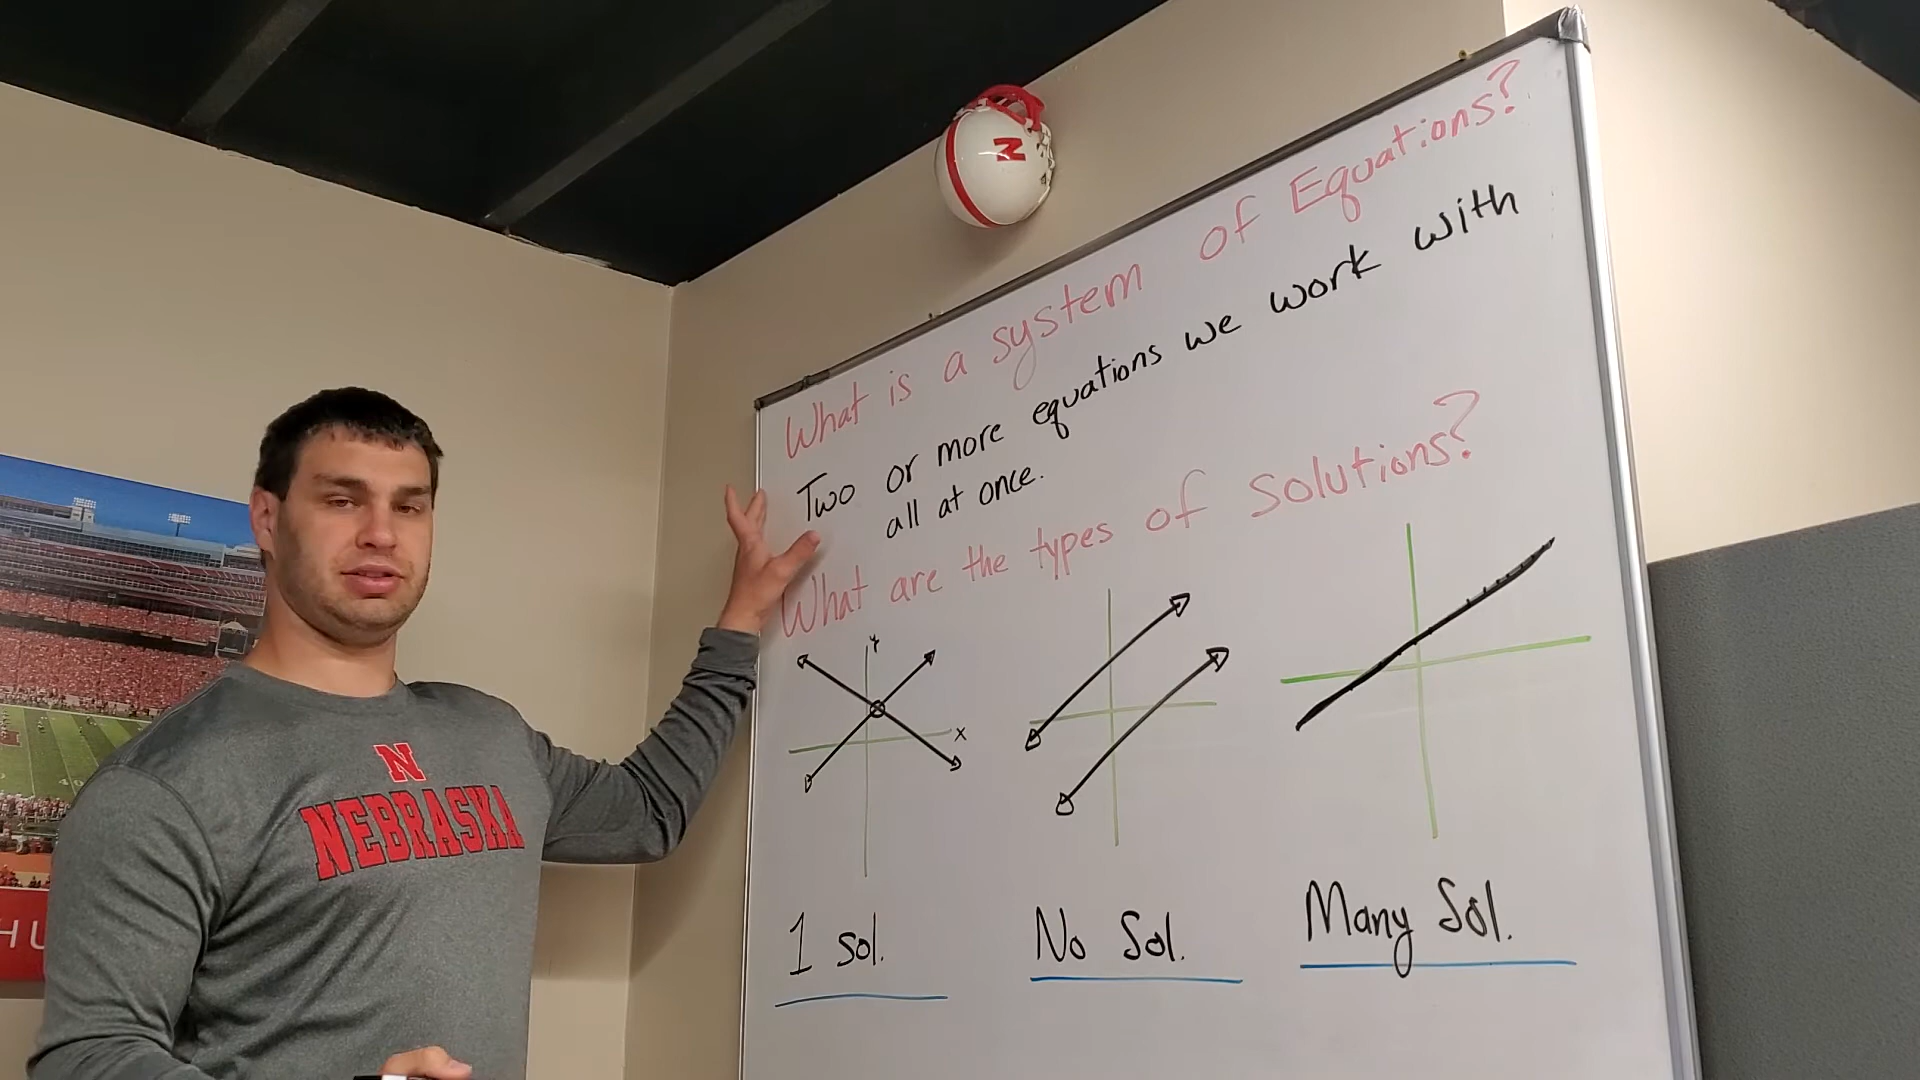 N
What is a system of Equations?
Two or more equations we work with
all at once.
What are the types of Solutions?
Y
X
1 sol.
No Sol.
Many Sol.
N
NEBRASKA
HU